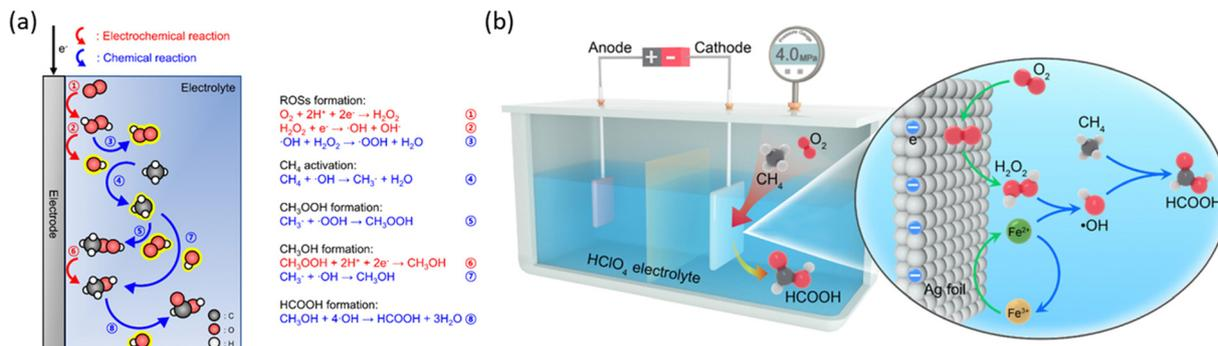 (a)
e⁻
: Electrochemical reaction
: Chemical reaction
Electrolyte
Electrode
①
②
③
④
⑤
⑦
⑥
⑧
: C
: O
: H
ROSs formation:
O₂ + 2H⁺ + 2e⁻ → H₂O₂ ①
H₂O₂ + e⁻ → ·OH + OH⁻ ②
·OH + H₂O₂ → ·OOH + H₂O ③
CH₄ activation:
CH₄ + ·OH → CH₃· + H₂O ④
CH₃OOH formation:
CH₃· + ·OOH → CH₃OOH ⑤
CH₃OH formation:
CH₃OOH + 2H⁺ + 2e⁻ → CH₃OH ⑥
CH₃· + ·OH → CH₃OH ⑦
HCOOH formation:
CH₃OH + 4·OH → HCOOH + 3H₂O ⑧
(b)
Anode + − Cathode
4.0 MPa
O₂
CH₄
HClO₄ electrolyte
HCOOH
O₂
e⁻
CH₄
H₂O₂
HCOOH
•OH
Fe²⁺
Ag foil
Fe³⁺